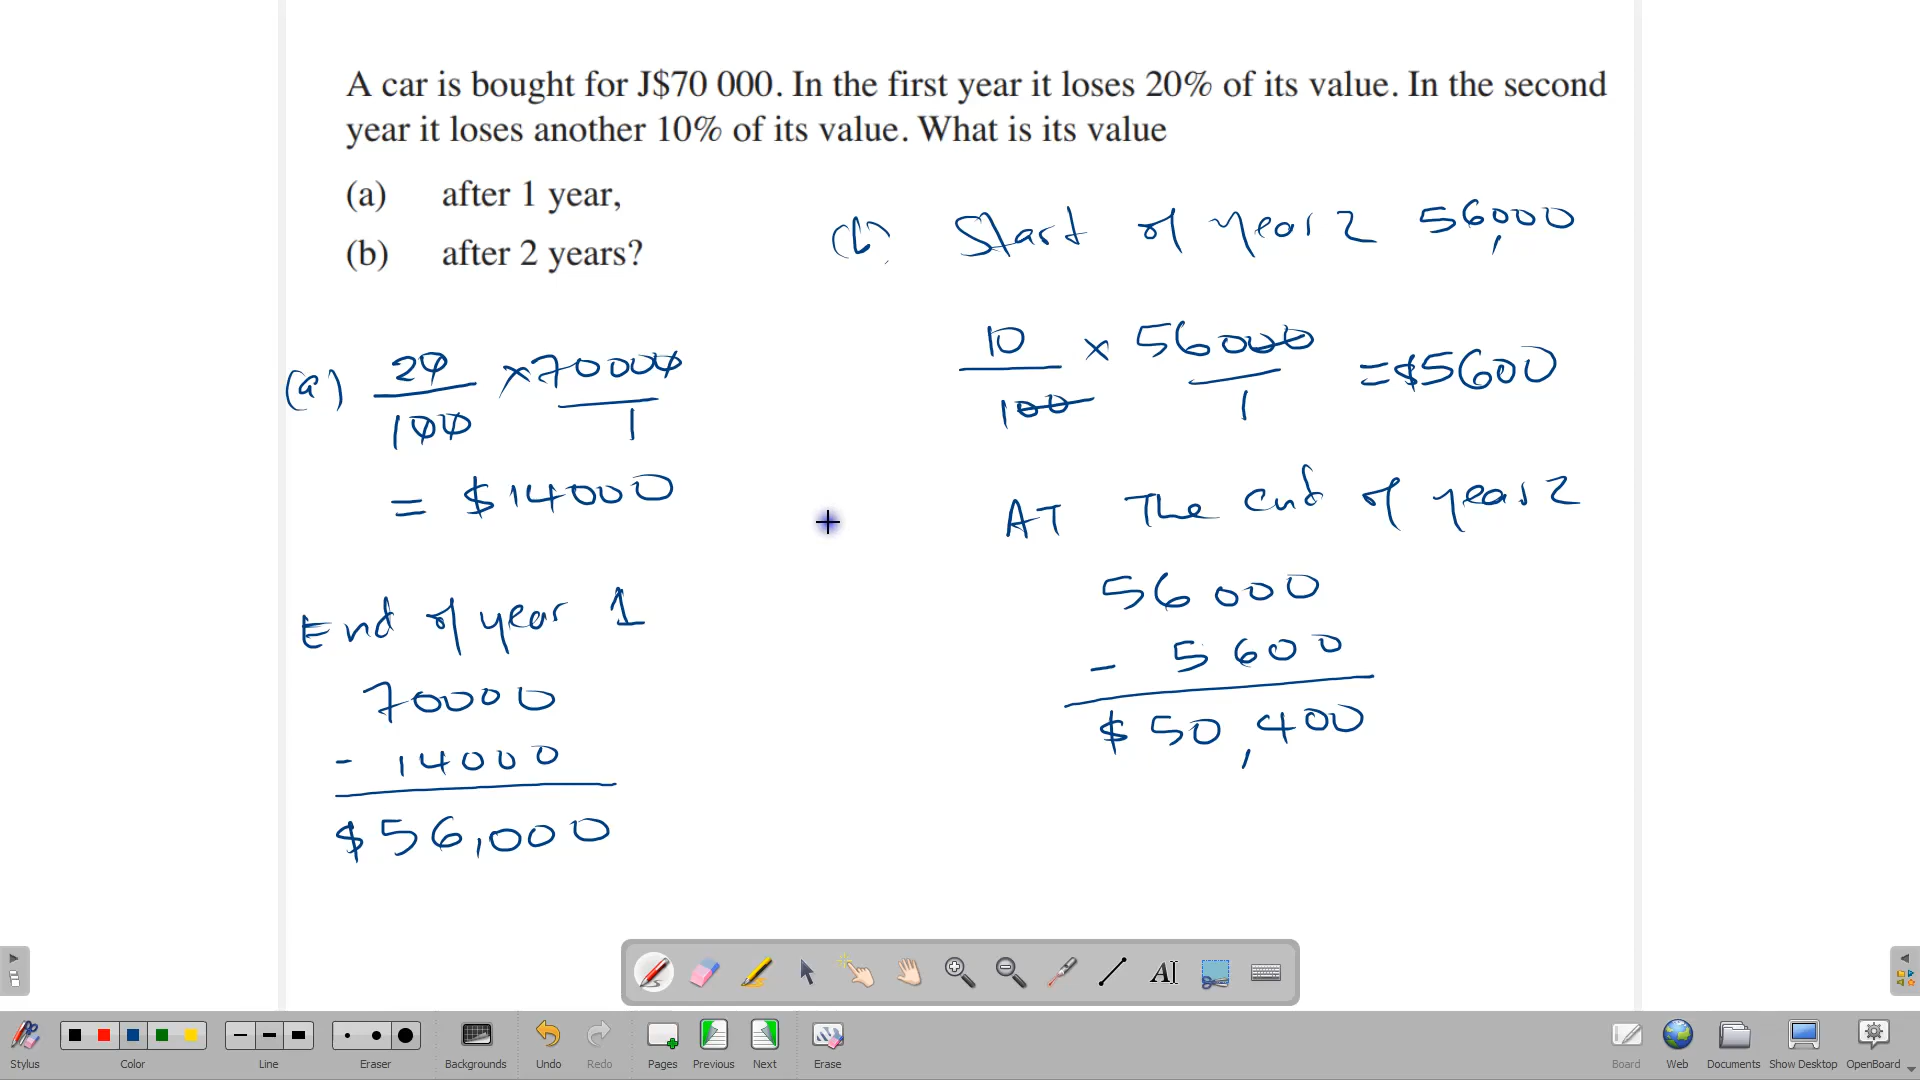 A car is bought for J$70 000. In the first year it loses 20% of its value. In the second
year it loses another 10% of its value. What is its value
(a) after 1 year,
(b) after 2 years?
(a) 20/100 × 70000/1
= $14000
End of year 1
70000
- 14000
$56,000
(b) Start of year 2 56,000
10/100 × 56000/1 = $5600
AT The end of year 2
56000
- 5600
$50,400
AI
Stylus Color Line Eraser Backgrounds Undo Redo Pages Previous Next Erase Board Web Documents Show Desktop OpenBoard